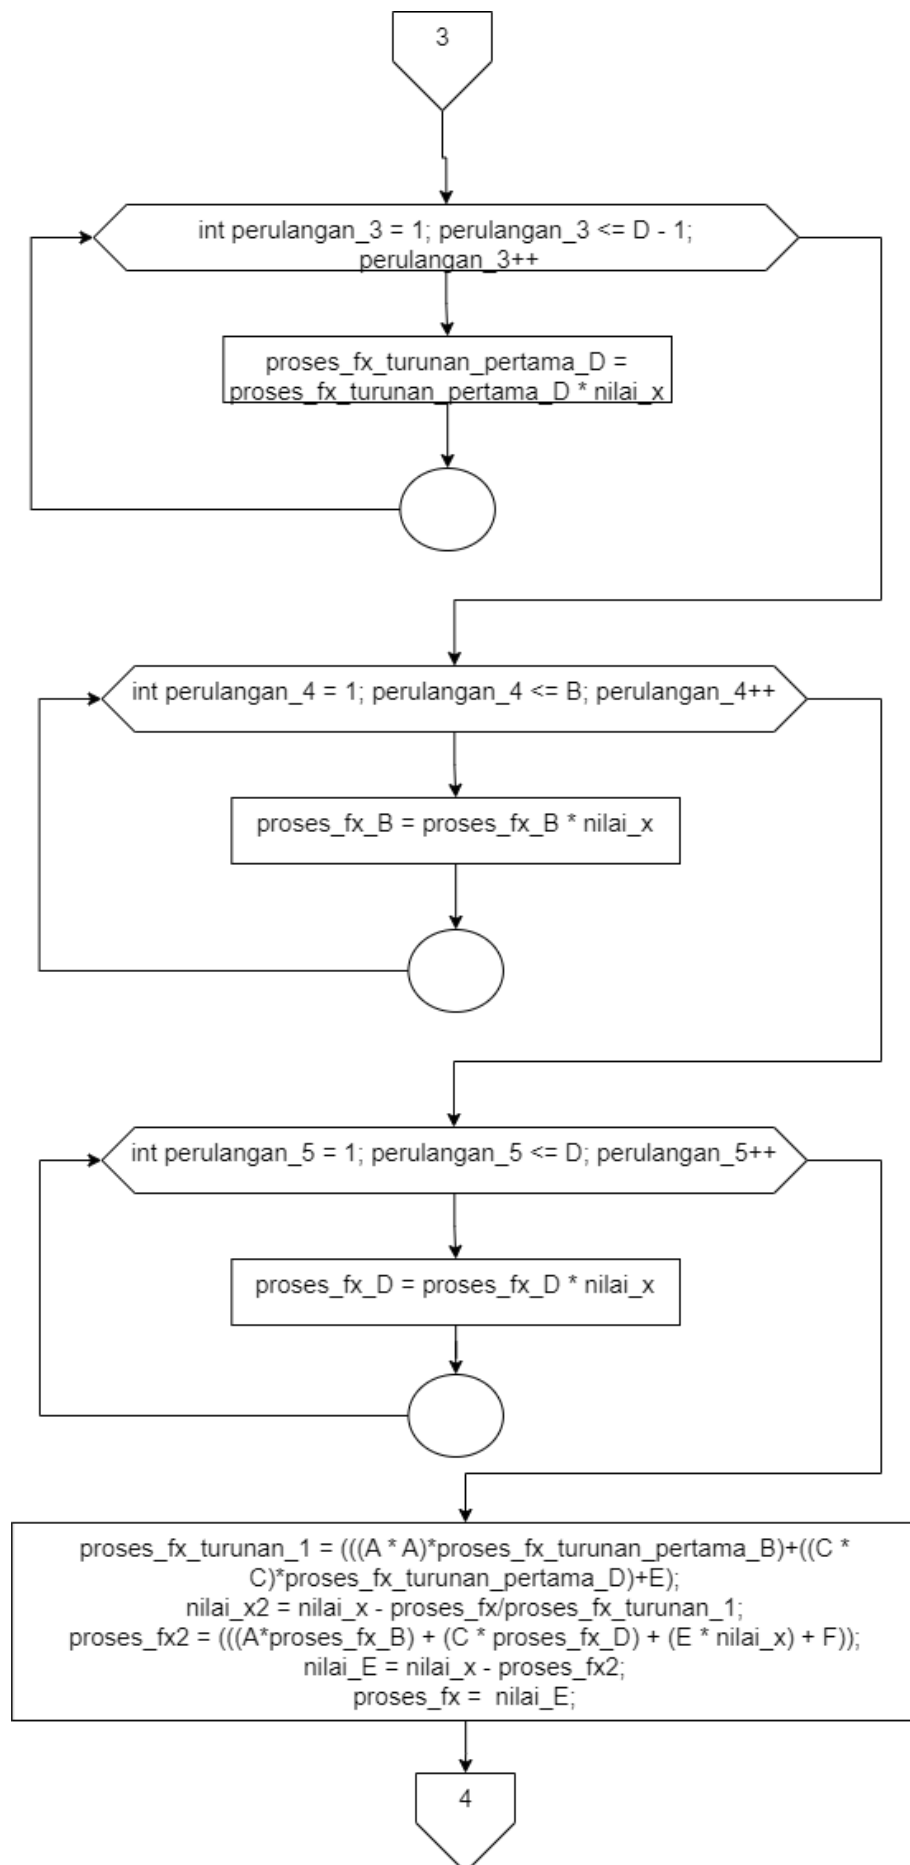 3
int perulangan_3 = 1; perulangan_3 <= D - 1;
perulangan_3++
proses_fx_turunan_pertama_D =
proses_fx_turunan_pertama_D * nilai_x
int perulangan_4 = 1; perulangan_4 <= B; perulangan_4++
proses_fx_B = proses_fx_B * nilai_x
int perulangan_5 = 1; perulangan_5 <= D; perulangan_5++
proses_fx_D = proses_fx_D * nilai_x
proses_fx_turunan_1 = (((A * A)*proses_fx_turunan_pertama_B)+((C *
C)*proses_fx_turunan_pertama_D)+E);
nilai_x2 = nilai_x - proses_fx/proses_fx_turunan_1;
proses_fx2 = (((A*proses_fx_B) + (C * proses_fx_D) + (E * nilai_x) + F));
nilai_E = nilai_x - proses_fx2;
proses_fx =  nilai_E;
4